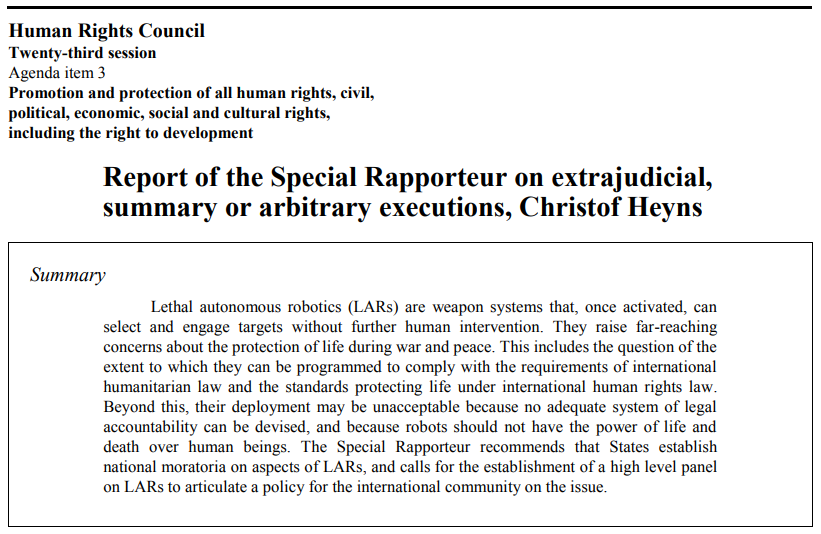 Human Rights Council
Twenty-third session
Agenda item 3
Promotion and protection of all human rights, civil,
political, economic, social and cultural rights,
including the right to development
Report of the Special Rapporteur on extrajudicial,
summary or arbitrary executions, Christof Heyns
Summary
Lethal autonomous robotics (LARs) are weapon systems that, once activated, can
select and engage targets without further human intervention. They raise far-reaching
concerns about the protection of life during war and peace. This includes the question of the
extent to which they can be programmed to comply with the requirements of international
humanitarian law and the standards protecting life under international human rights law.
Beyond this, their deployment may be unacceptable because no adequate system of legal
accountability can be devised, and because robots should not have the power of life and
death over human beings. The Special Rapporteur recommends that States establish
national moratoria on aspects of LARs, and calls for the establishment of a high level panel
on LARs to articulate a policy for the international community on the issue.